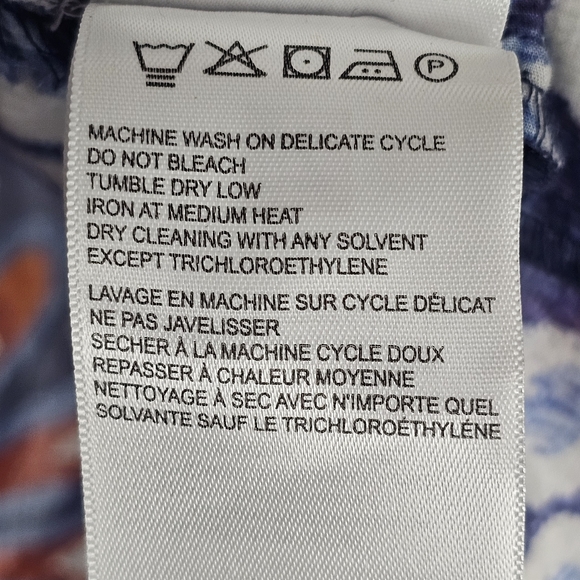 P
MACHINE WASH ON DELICATE CYCLE
DO NOT BLEACH
TUMBLE DRY LOW
IRON AT MEDIUM HEAT
DRY CLEANING WITH ANY SOLVENT
EXCEPT TRICHLOROETHYLENE
LAVAGE EN MACHINE SUR CYCLE DÉLICAT
NE PAS JAVELISSER
SECHER À LA MACHINE CYCLE DOUX
REPASSER À CHALEUR MOYENNE
NETTOYAGE À SEC AVEC N'IMPORTE QUEL
SOLVANTE SAUF LE TRICHLOROÉTHYLÉNE